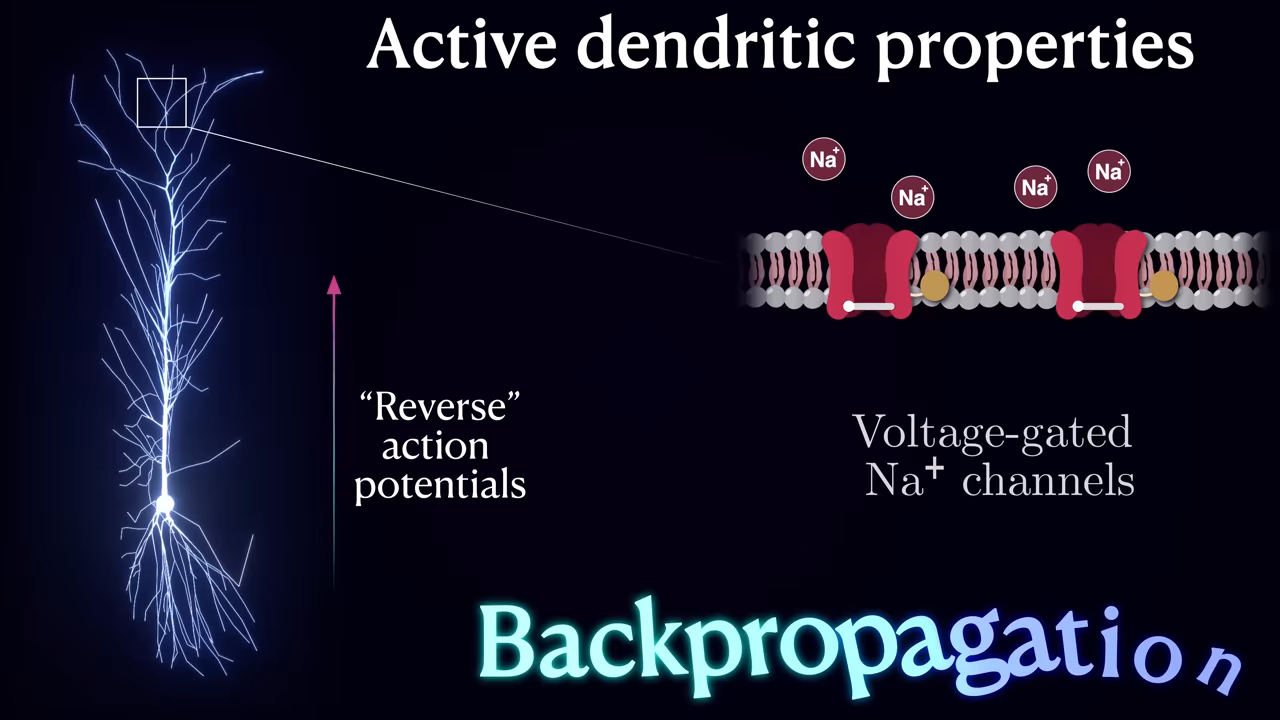 Active dendritic properties
Na+
Na+
Na+
Na+
“Reverse”
action
potentials
Voltage-gated
Na+ channels
Backpropagation